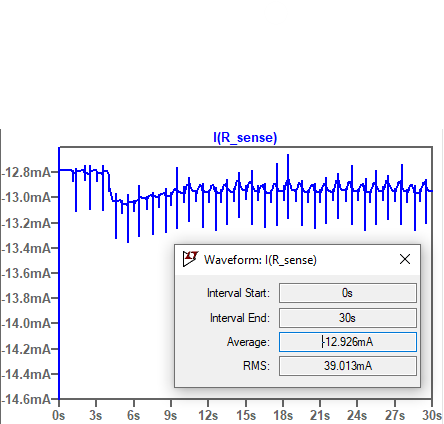 I(R_sense)
-12.8mA
-13.0mA
-13.2mA
-13.4mA
-13.6mA
-13.8mA
-14.0mA
-14.2mA
-14.4mA
-14.6mA
0s 3s 6s 9s 12s 15s 18s 21s 24s 27s 30s
Waveform: I(R_sense)
Interval Start: 0s
Interval End: 30s
Average: -12.926mA
RMS: 39.013mA